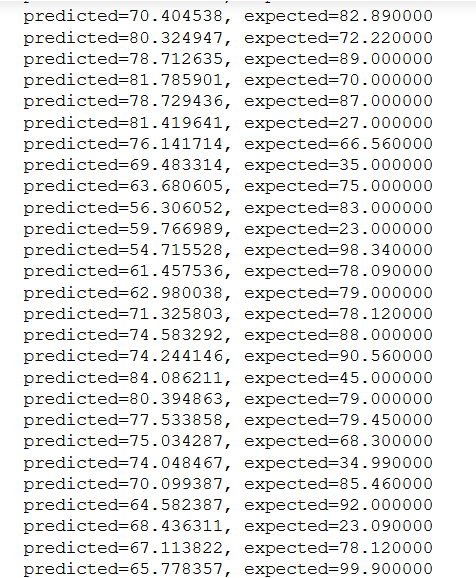 predicted=70.404538, expected=82.890000
predicted=80.324947, expected=72.220000
predicted=78.712635, expected=89.000000
predicted=81.785901, expected=70.000000
predicted=78.729436, expected=87.000000
predicted=81.419641, expected=27.000000
predicted=76.141714, expected=66.560000
predicted=69.483314, expected=35.000000
predicted=63.680605, expected=75.000000
predicted=56.306052, expected=83.000000
predicted=59.766989, expected=23.000000
predicted=54.715528, expected=98.340000
predicted=61.457536, expected=78.090000
predicted=62.980038, expected=79.000000
predicted=71.325803, expected=78.120000
predicted=74.583292, expected=88.000000
predicted=74.244146, expected=90.560000
predicted=84.086211, expected=45.000000
predicted=80.394863, expected=79.000000
predicted=77.533858, expected=79.450000
predicted=75.034287, expected=68.300000
predicted=74.048467, expected=34.990000
predicted=70.099387, expected=85.460000
predicted=64.582387, expected=92.000000
predicted=68.436311, expected=23.090000
predicted=67.113822, expected=78.120000
predicted=65.778357, expected=99.900000